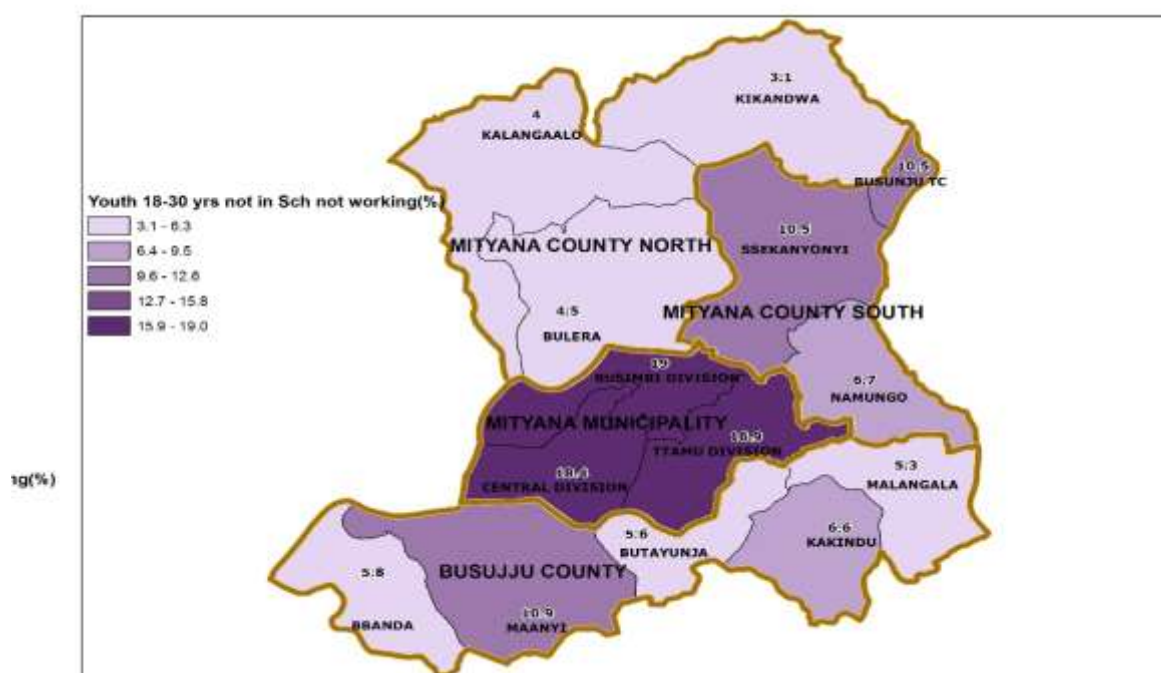 3.1
KIKANDWA
4
KALANGAALO
10.5
BUSUNJU TC
Youth 18-30 yrs not in Sch not working(%)
3.1 - 6.3
6.4 - 9.5
9.6 - 12.6
12.7 - 15.8
15.9 - 19.0
10.5
SSEKANYONYI
MITYANA COUNTY NORTH
4.5
BULERA
MITYANA COUNTY SOUTH
19
BUSIMBI DIVISION
6.7
NAMUNGO
MITYANA MUNICIPALITY
16.9
TTAMU DIVISION
CENTRAL DIVISION
ng(%)
5.3
MALANGALA
6.6
KAKINDU
5.6
BUTAYUNJA
5.8
BUSUJJU COUNTY
BBANDA
10.9
MAANYI